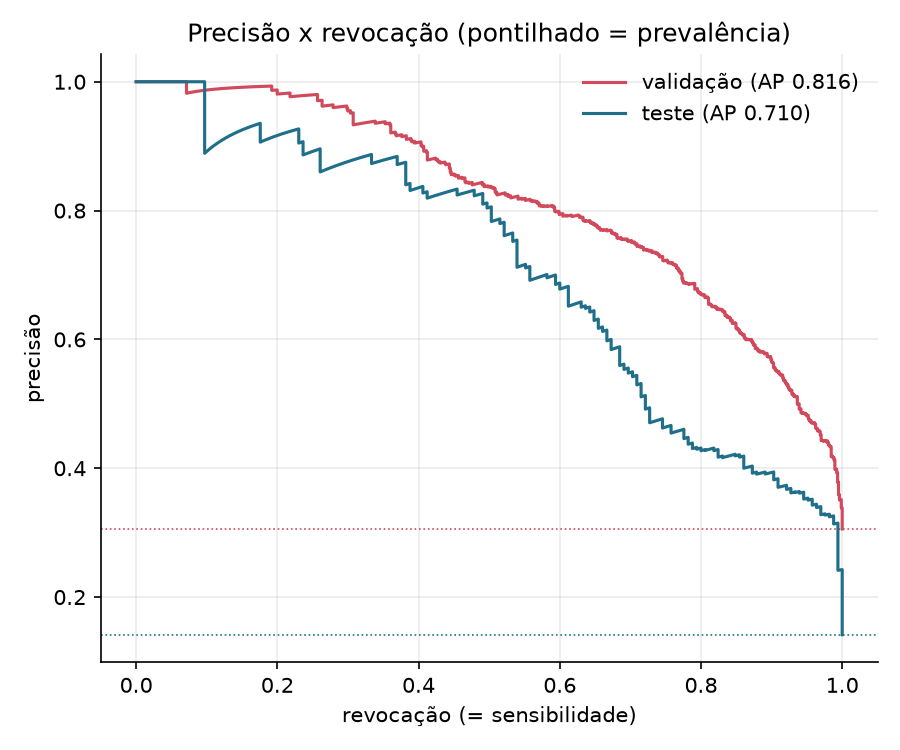 Precisão x revocação (pontilhado = prevalência)
validação (AP 0.816)
teste (AP 0.710)
precisão
1.0
0.8
0.6
0.4
0.2
0.0 0.2 0.4 0.6 0.8 1.0
revocação (= sensibilidade)